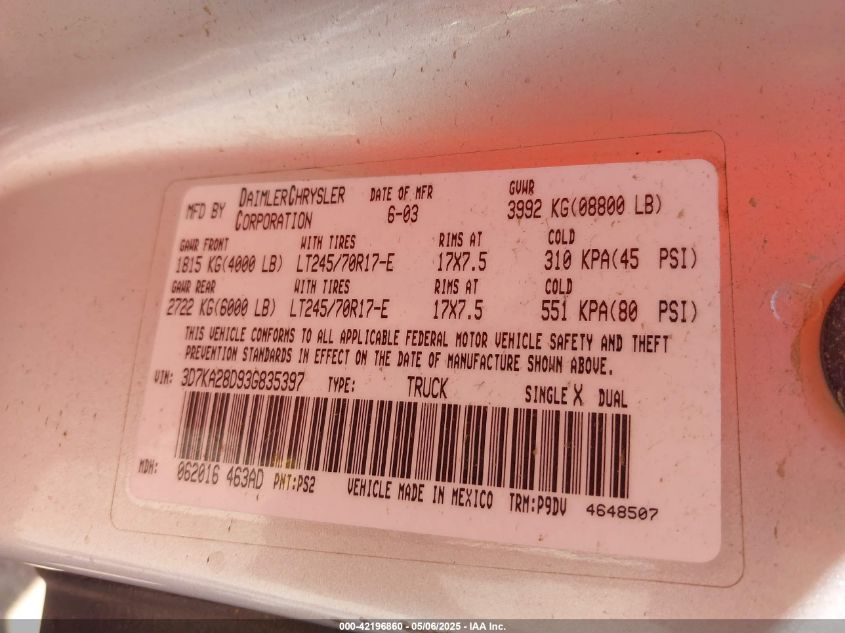 MFD BY DAIMLERCHRYSLER CORPORATION DATE OF MFR 6-03 GVWR 3992 KG(08800 LB)
GAWR FRONT WITH TIRES RIMS AT COLD
1815 KG(4000 LB) LT245/70R17-E 17X7.5 310 KPA(45 PSI)
GAWR REAR WITH TIRES RIMS AT COLD
2722 KG(6000 LB) LT245/70R17-E 17X7.5 551 KPA(80 PSI)
THIS VEHICLE CONFORMS TO ALL APPLICABLE FEDERAL MOTOR VEHICLE SAFETY AND THEFT
PREVENTION STANDARDS IN EFFECT ON THE DATE OF MANUFACTURE SHOWN ABOVE.
VIN: 3D7KA28D93G835397 TYPE: TRUCK SINGLE X DUAL
MDH: 062016 463AD PNT:PS2 VEHICLE MADE IN MEXICO TRM:P9DV 4648507
000-42196860 - 05/06/2025 - IAA Inc.